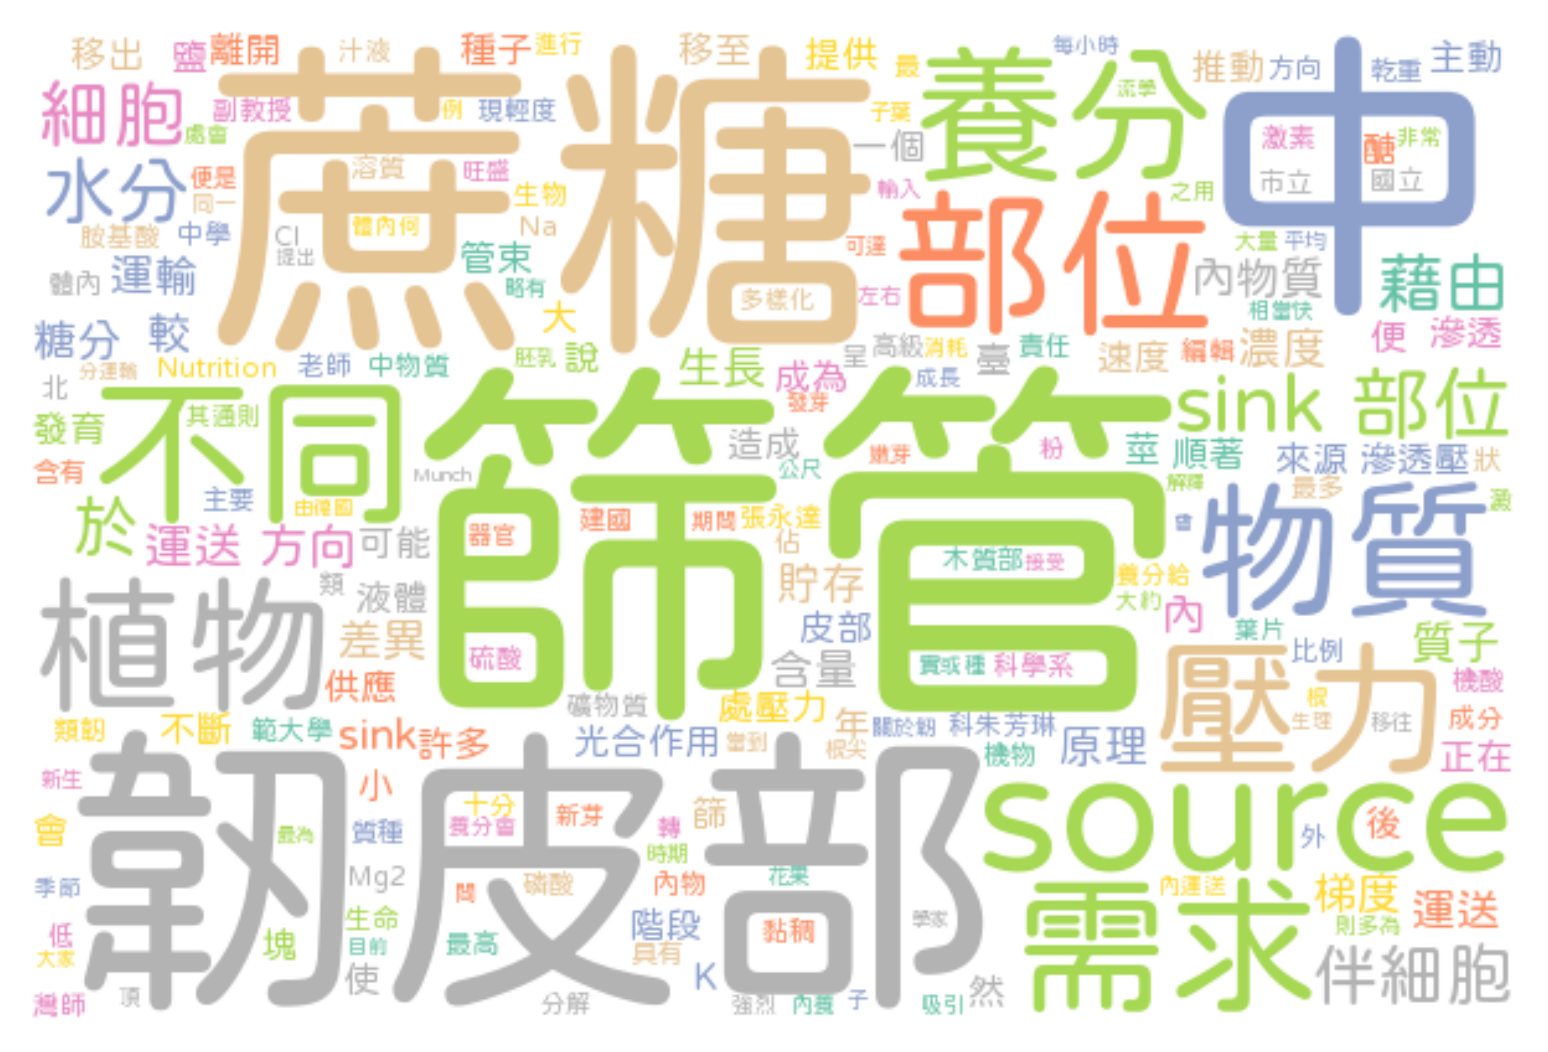 移出
鹽
離開
汁液
種子
進行
移至
提供
最
每小時
推動
方向
乾重
主動
細胞
處會
副教授
蔗糖
例
現輕度
子葉
養分
流學
中
激素
醣
非常
市立
國立
水分
便是
同一
溶質
旺盛
生物
一個
輸入
部位
之用
胺基酸
中學
Cl
提出
體內何
Na
可達
大量
平均
體內
運輸
管束
略有
多樣化
左右
內物質
藉由
相當快
糖分
較
大
便
滲透
北
分運輸
Nutrition
老師
中物質
胚乳
說
生長
成為
呈
高級
消耗
成長
臺
責任
速度
編輯
濃度
發育
不同
其通則
篩管
發芽
sink
部位
含有
主要
由德國
Munch
造成
公尺
嫩芽
粉
莖
順著
解釋
來源
滲透壓
狀
最多
於
運送
方向
可能
器官
建國
期間
張永達
佔
木質部
接受
養分給
大約
會
物質
植物
類
液體
差異
供應
硫酸
貯存
皮部
含量
實或種
科學系
內
葉片
比例
質子
機酸
類韌
不斷
範大學
sink
許多
礦物質
處壓力
年
關於韌
科朱芳琳
壓力
根
生理
移往
成分
光合作用
當到
根尖
機物
原理
正在
新生
韌皮部
小
會
最為
質種
十分
養分會
新芽
轉
時期
篩
source
外
後
季節
Mg2
間
磷酸
內物
花果
需求
內運送
梯度
運送
則多為
低
大家
塊
生命
目前
最高
階段
具有
黏稠
學家
伴細胞
灣師
頂
使
分解
K
強烈
內養
子
吸引
然